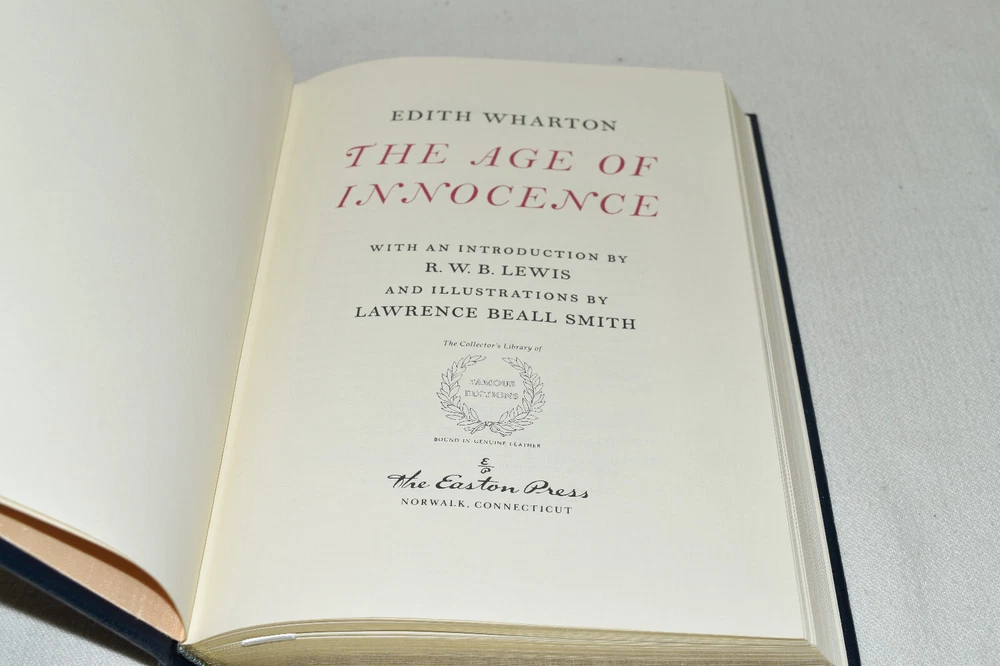 EDITH WHARTON
THE AGE OF
INNOCENCE
WITH AN INTRODUCTION BY
R. W. B. LEWIS
AND ILLUSTRATIONS BY
LAWRENCE BEALL SMITH
The Collector's Library of
FAMOUS
EDITIONS
BOUND IN GENUINE LEATHER
E/P
The Easton Press
NORWALK, CONNECTICUT